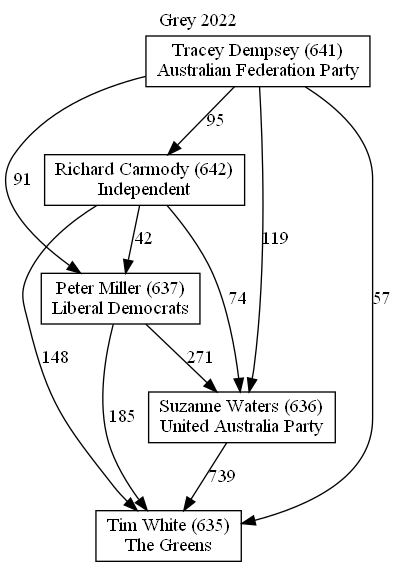 Grey 2022
Tracey Dempsey (641)
Australian Federation Party
95
Richard Carmody (642)
Independent
91
42
119
Peter Miller (637)
Liberal Democrats
74
57
148
271
185
Suzanne Waters (636)
United Australia Party
739
Tim White (635)
The Greens